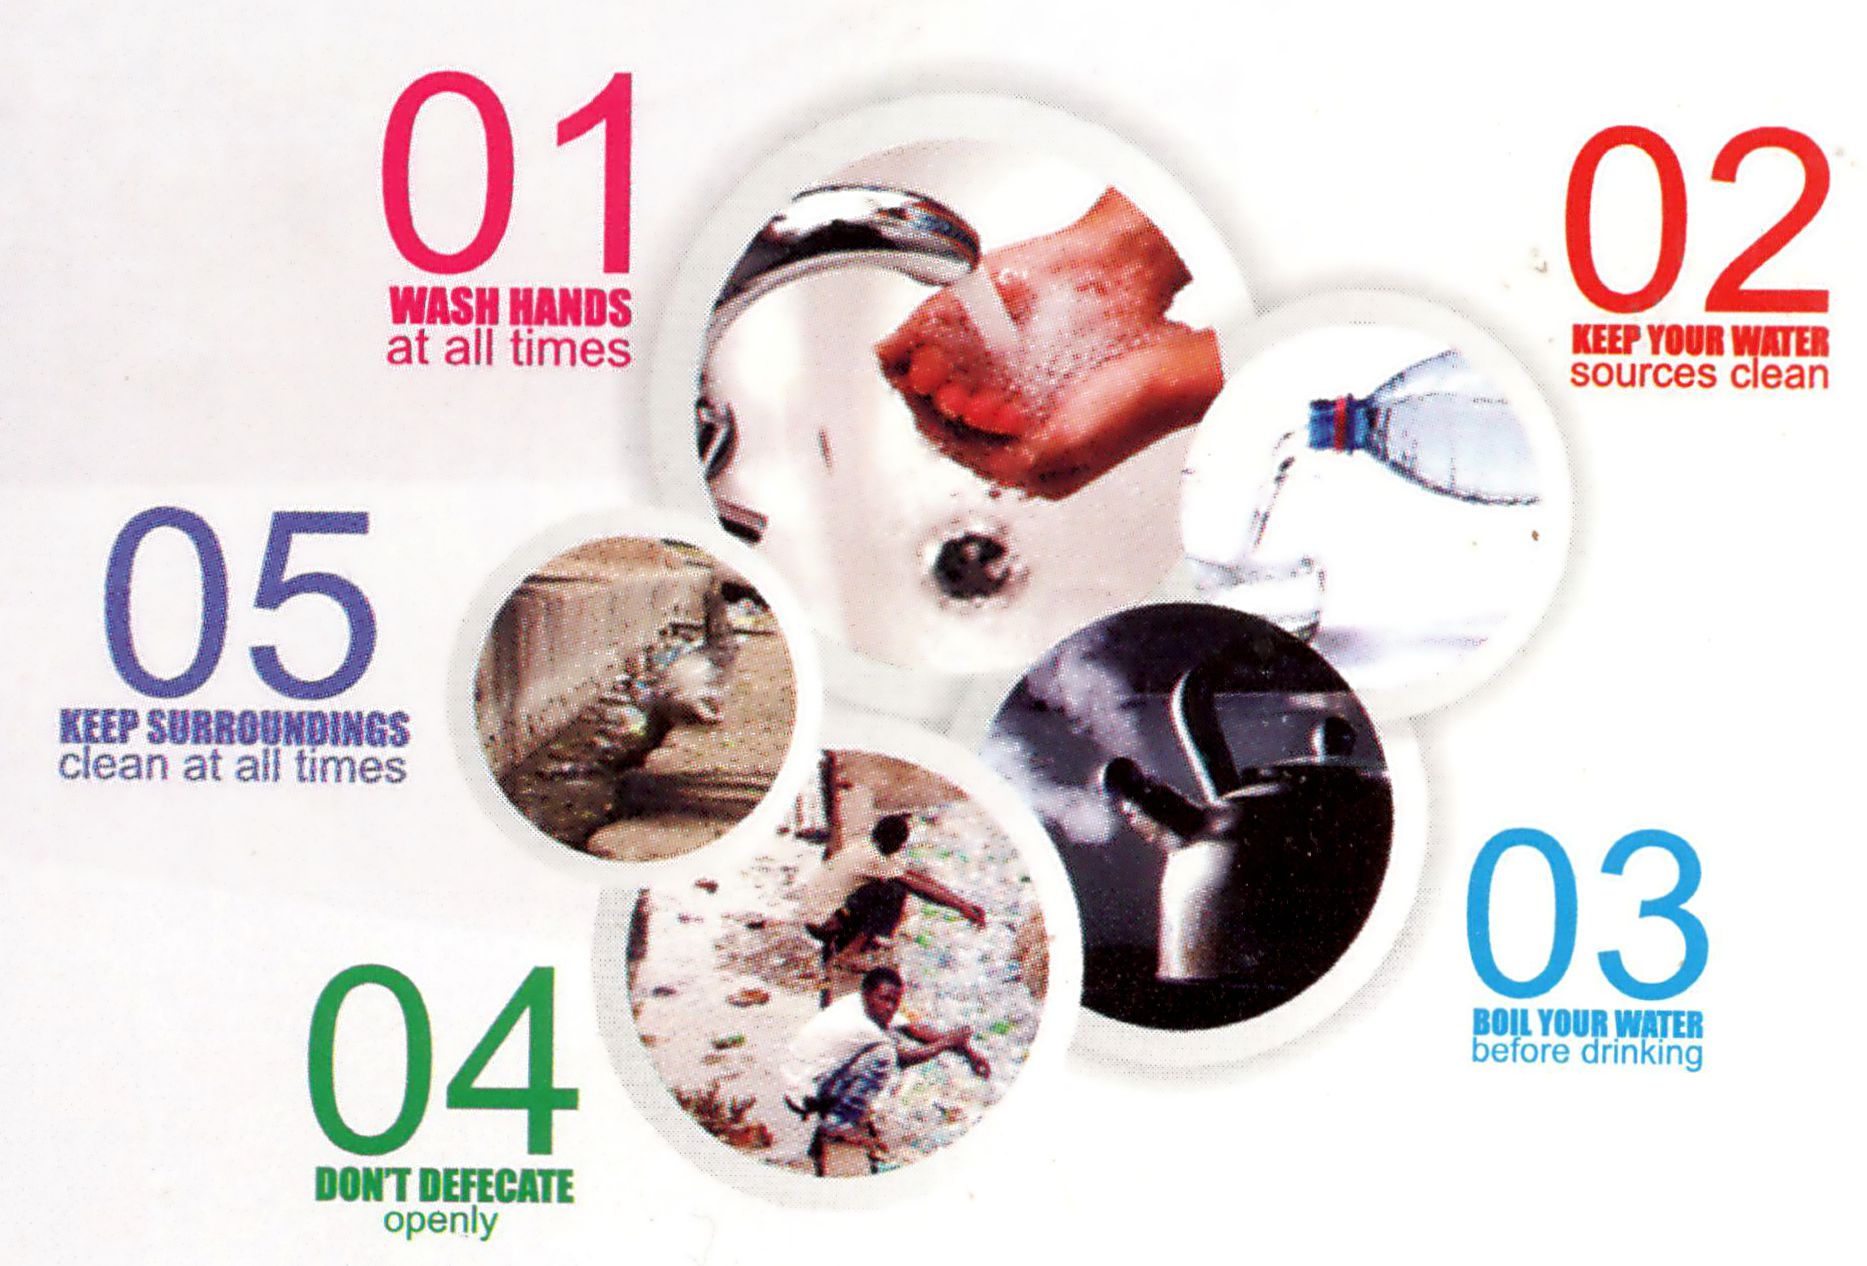 01
WASH HANDS
at all times
02
KEEP YOUR WATER
sources clean
03
BOIL YOUR WATER
before drinking
04
DON'T DEFECATE
openly
05
KEEP SURROUNDINGS
clean at all times